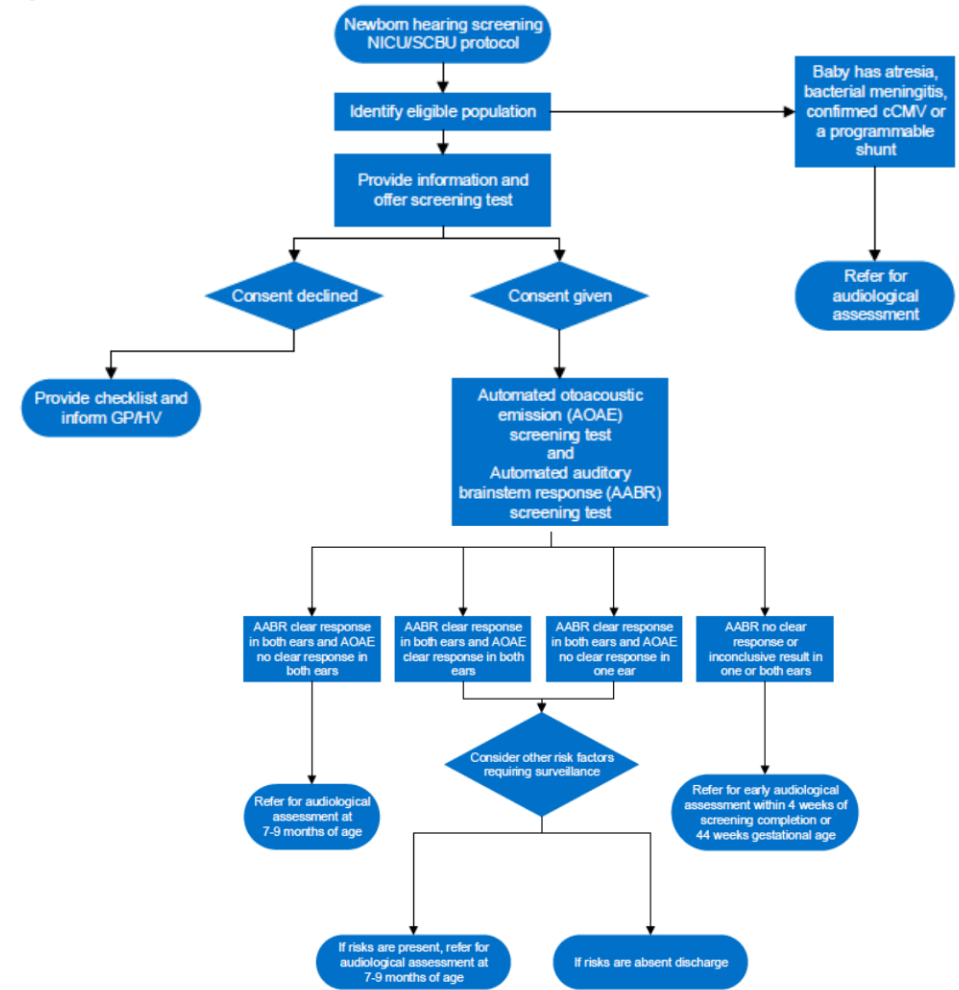 Newborn hearing screening
NICU/SCBU protocol
Identify eligible population
Baby has atresia,
bacterial meningitis,
confirmed cCMV or
a programmable
shunt
Provide information and
offer screening test
Refer for
audiological
assessment
Consent declined
Consent given
Provide checklist and
inform GP/HV
Automated otoacoustic
emission (AOAE)
screening test
and
Automated auditory
brainstem response (AABR)
screening test
AABR clear response
in both ears and AOAE
no clear response in
both ears
AABR clear response
in both ears and AOAE
clear response in both
ears
AABR clear response
in both ears and AOAE
no clear response in
one ear
AABR no clear
response or
inconclusive result in
one or both ears
Consider other risk factors
requiring surveillance
Refer for audiological
assessment at
7-9 months of age
Refer for early audiological
assessment within 4 weeks of
screening completion or
44 weeks gestational age
If risks are present, refer for
audiological assessment at
7-9 months of age
If risks are absent discharge